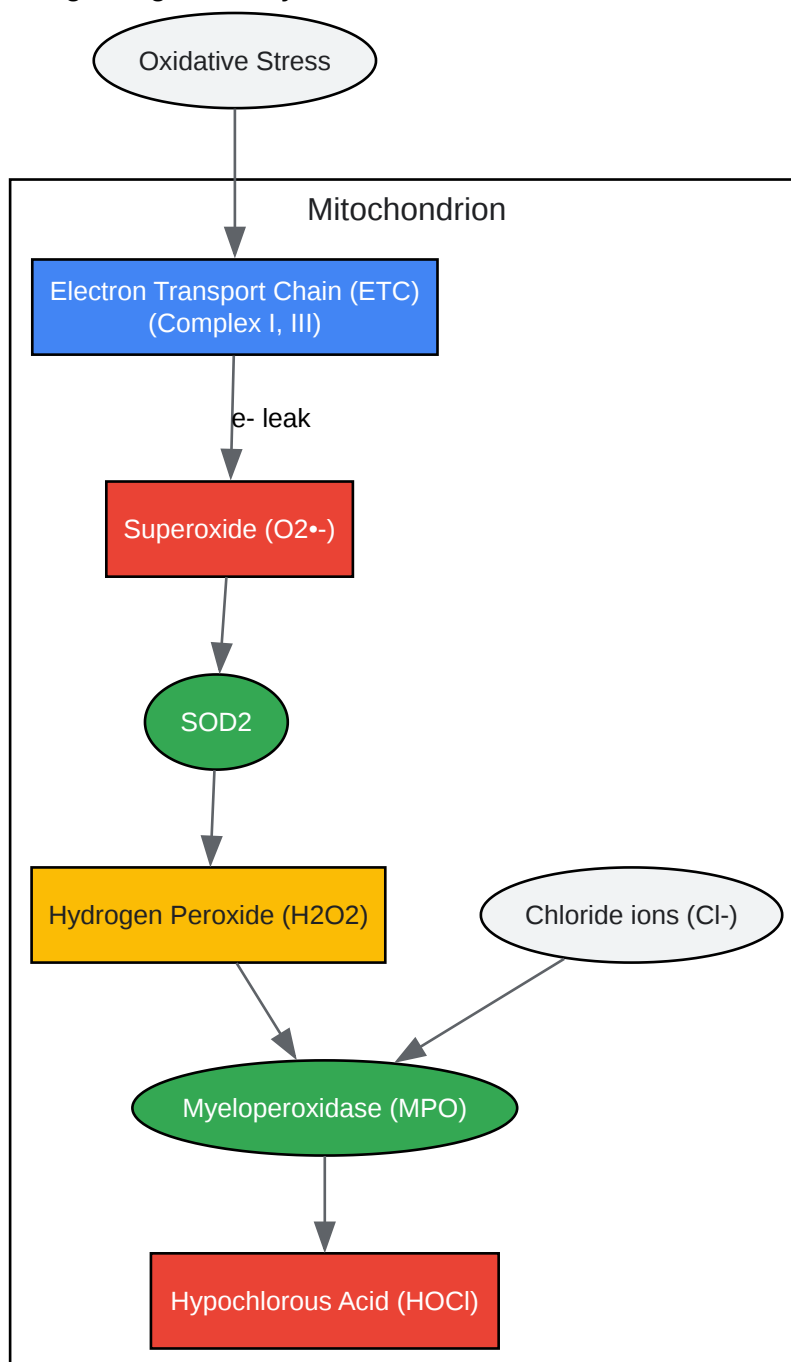 Oxidative Stress
Mitochondrion
Electron Transport Chain (ETC)
(Complex I, III)
e- leak
Superoxide (O2•-)
SOD2
Hydrogen Peroxide (H2O2)
Chloride ions (Cl-)
Myeloperoxidase (MPO)
Hypochlorous Acid (HOCl)